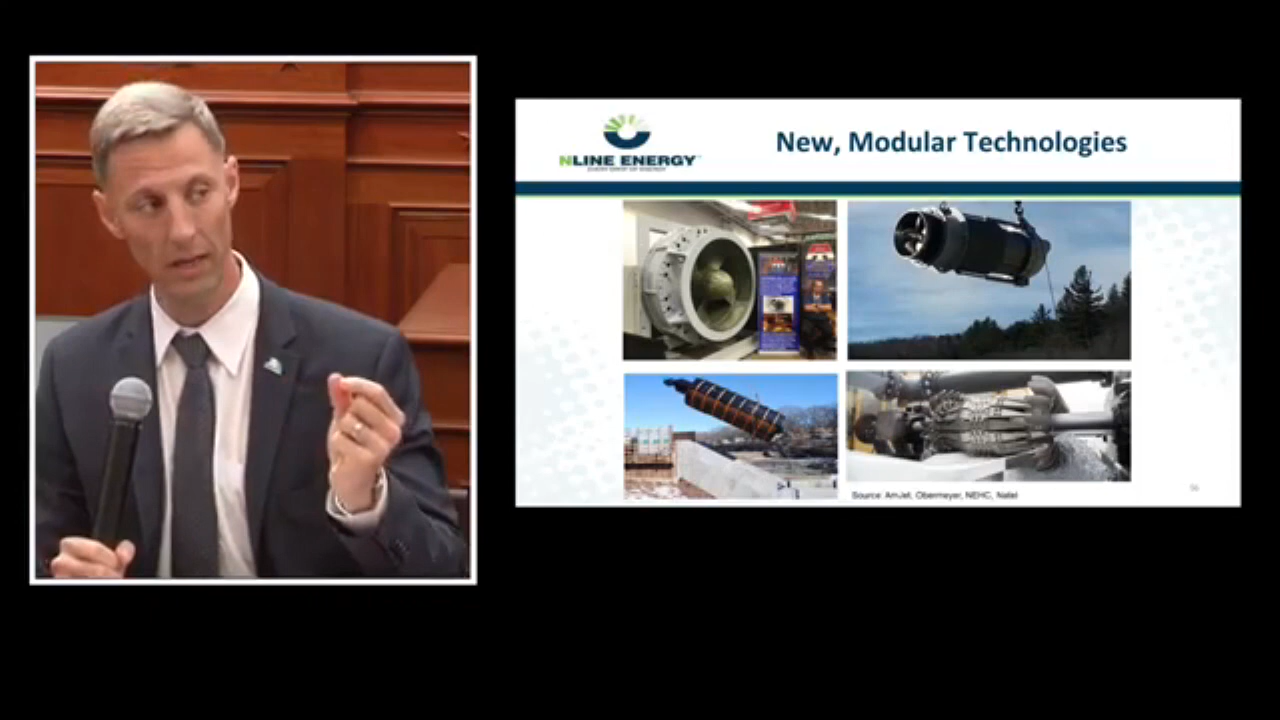 NLINE ENERGY
New, Modular Technologies
Source AmJet, Obermeyer, NEHC, Natel